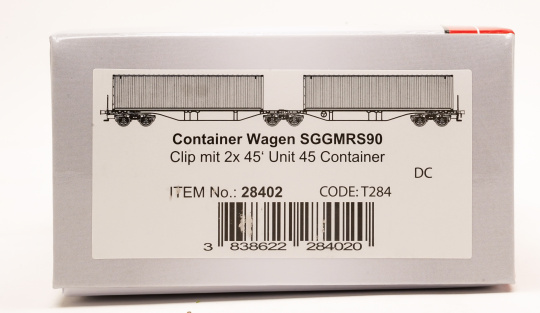 Container Wagen SGGMRS90
Clip mit 2x 45' Unit 45 Container
DC
ITEM No.: 28402 CODE: T284
3 838622 284020